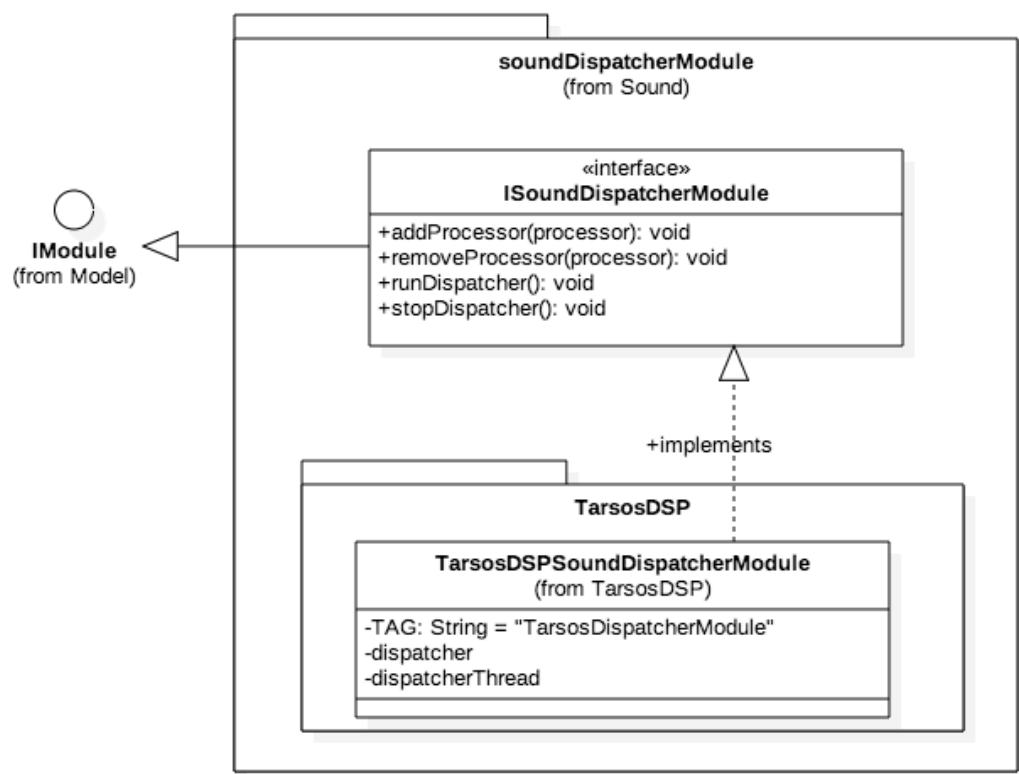 soundDispatcherModule
(from Sound)
«interface»
ISoundDispatcherModule
+addProcessor(processor): void
+removeProcessor(processor): void
+runDispatcher(): void
+stopDispatcher(): void
IModule
(from Model)
+implements
TarsosDSP
TarsosDSPSoundDispatcherModule
(from TarsosDSP)
-TAG: String = "TarsosDispatcherModule"
-dispatcher
-dispatcherThread